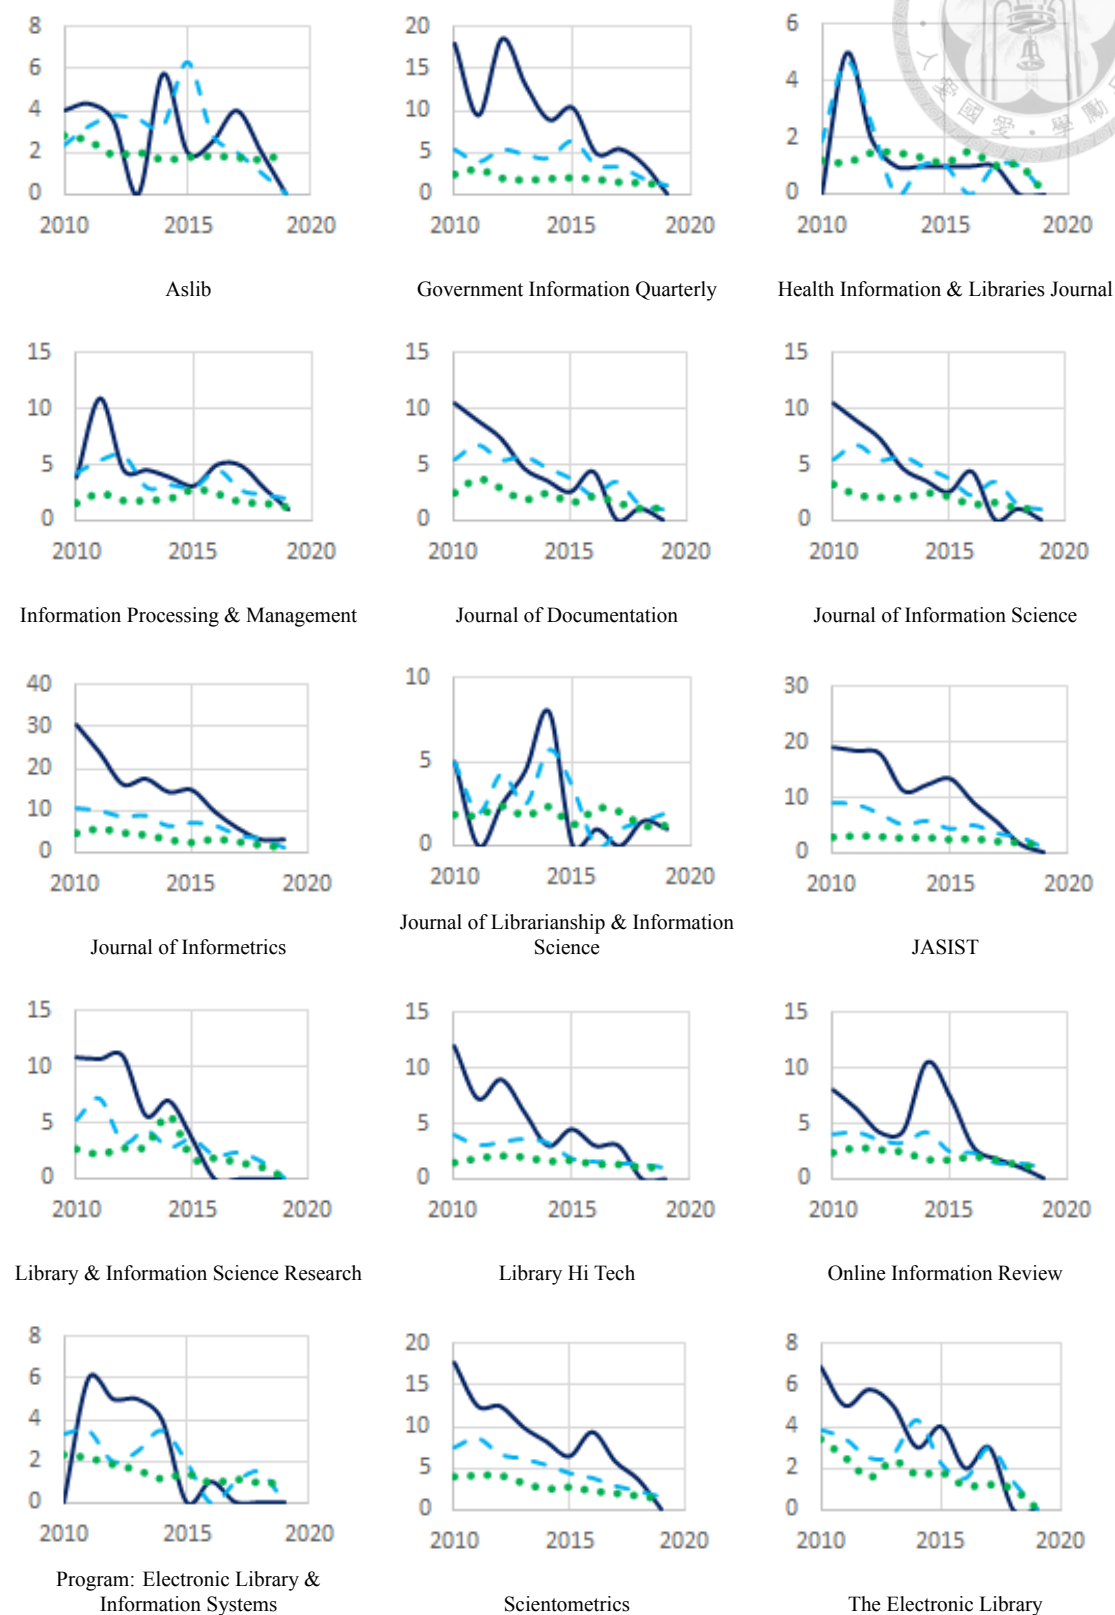 8 6 4 2 0
2010 2015 2020
Aslib
20 15 10 5 0
2010 2015 2020
Government Information Quarterly
6 4 2 0
2010 2015 2020
Health Information & Libraries Journal
15 10 5 0
2010 2015 2020
Information Processing & Management
15 10 5 0
2010 2015 2020
Journal of Documentation
15 10 5 0
2010 2015 2020
Journal of Information Science
40 30 20 10 0
2010 2015 2020
Journal of Informetrics
10 5 0
2010 2015 2020
Journal of Librarianship & Information
Science
30 20 10 0
2010 2015 2020
JASIST
15 10 5 0
2010 2015 2020
Library & Information Science Research
15 10 5 0
2010 2015 2020
Library Hi Tech
15 10 5 0
2010 2015 2020
Online Information Review
8 6 4 2 0
2010 2015 2020
Program: Electronic Library &
Information Systems
20 15 10 5 0
2010 2015 2020
Scientometrics
8 6 4 2 0
2010 2015 2020
The Electronic Library